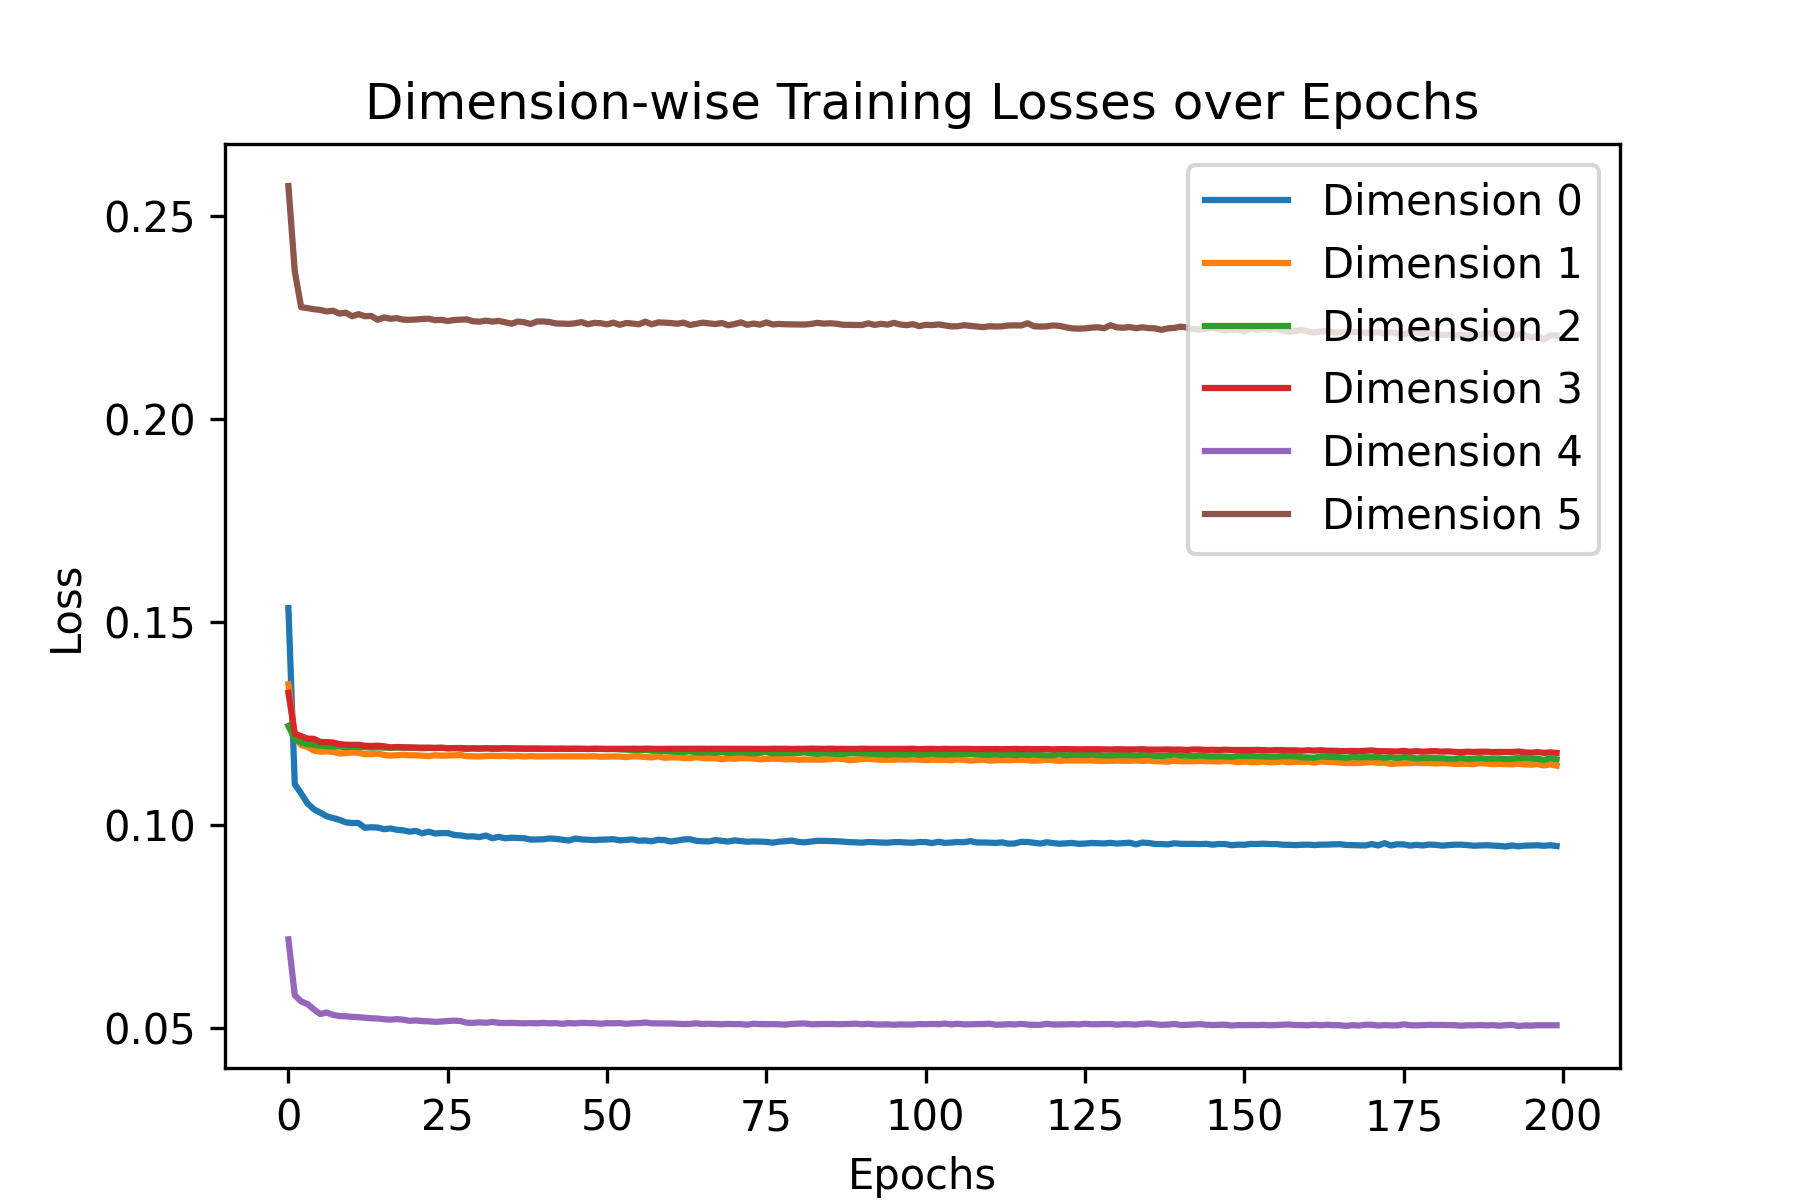 Dimension-wise Training Losses over Epochs
Dimension 0
Dimension 1
Dimension 2
Dimension 3
Dimension 4
Dimension 5
Loss
0.25
0.20
0.15
0.10
0.05
0 25 50 75 100 125 150 175 200
Epochs